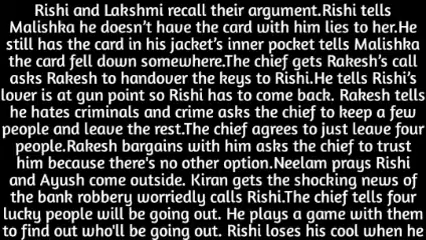 Rishi and Lakshmi recall their argument.Rishi tells
Malishka he doesn't have the card with him lies to her.He
still has the card in his jacket's inner pocket tells Malishka
the card fell down somewhere.The chief gets Rakesh's call
asks Rakesh to handover the keys to Rishi.He tells Rishi's
lover is at gun point so Rishi has to come back. Rakesh tells
he hates criminals and crime asks the chief to keep a few
people and leave the rest.The chief agrees to just leave four
people.Rakesh bargains with him asks the chief to trust
him because there's no other option.Neelam prays Rishi
and Ayush come outside. Kiran gets the shocking news of
the bank robbery worriedly calls Rishi.The chief tells four
lucky people will be going out. He plays a game with them
to find out who'll be going out. Rishi loses his cool when he